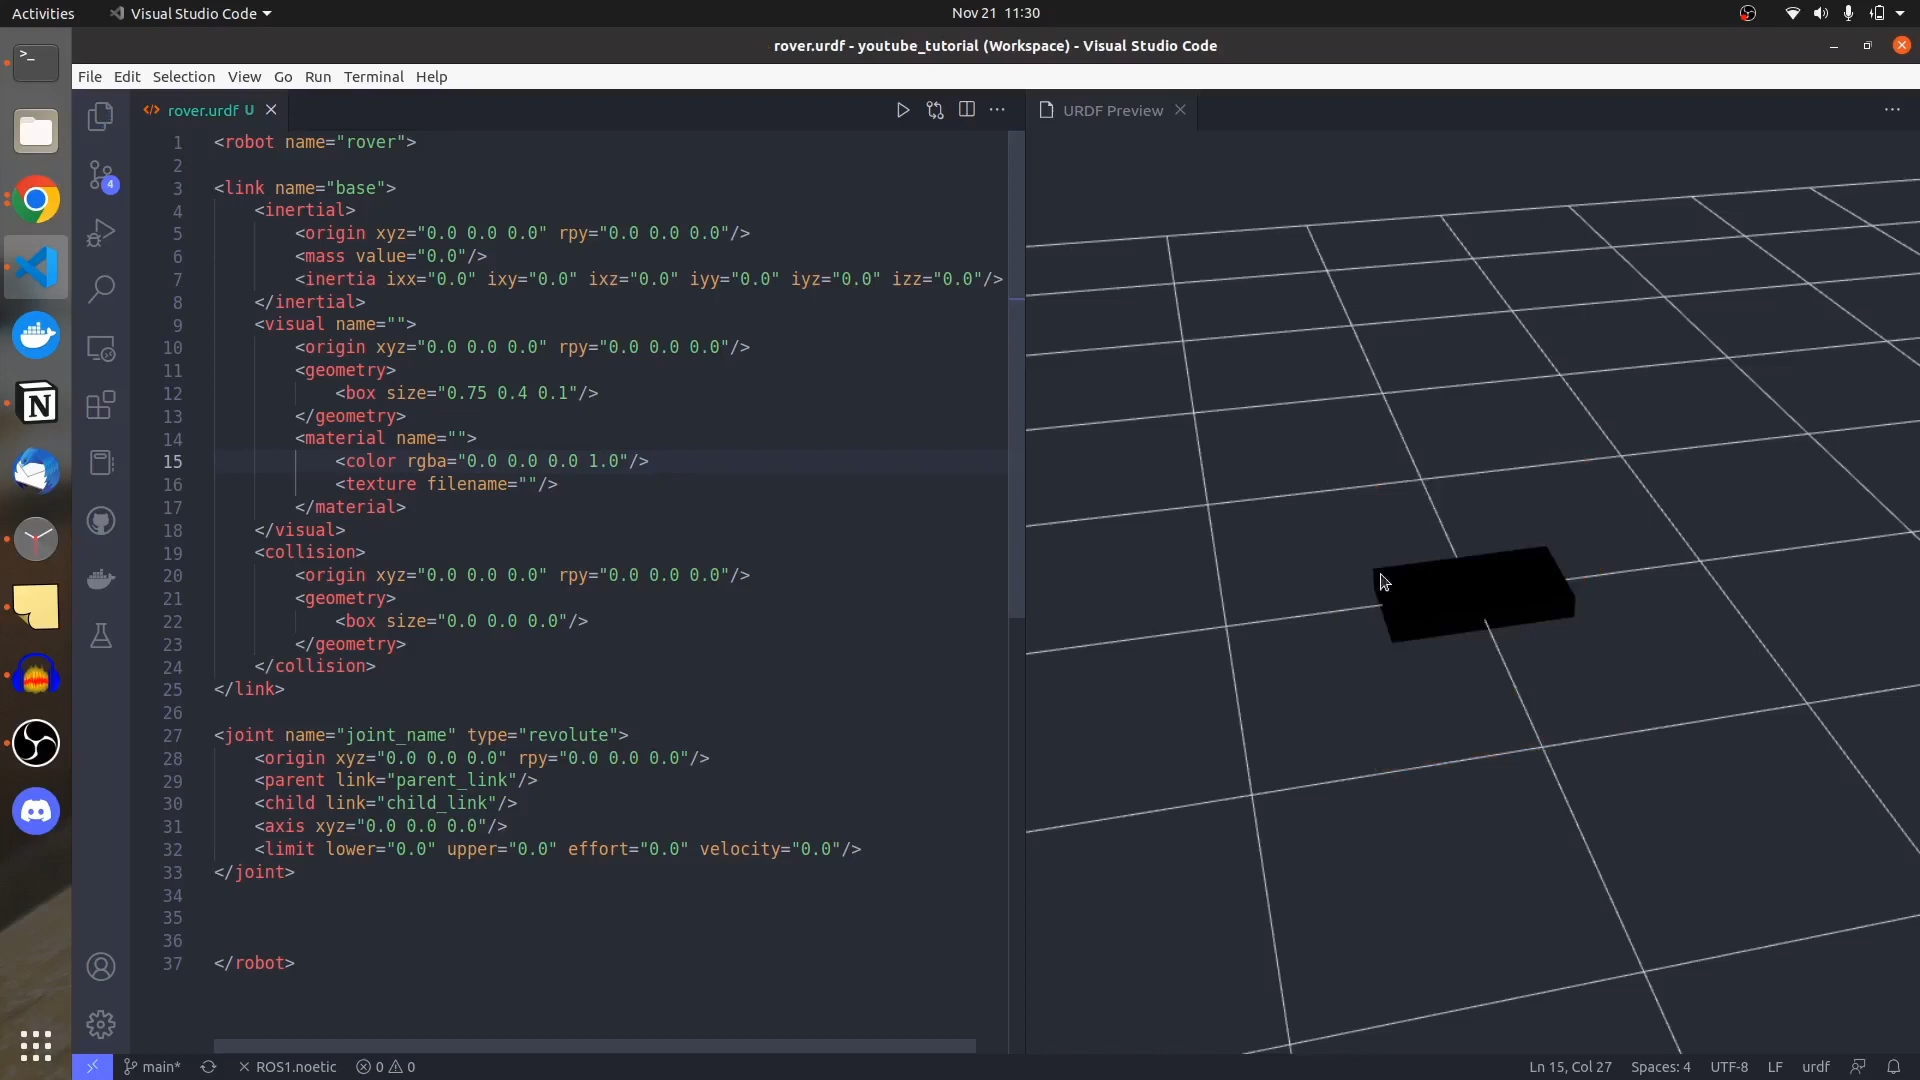 Activities Visual Studio Code Nov 21 11:30
rover.urdf - youtube_tutorial (Workspace) - Visual Studio Code
File Edit Selection View Go Run Terminal Help
rover.urdf U
URDF Preview
4
1 <robot name="rover">
2
3 <link name="base">
4 <inertial>
5 <origin xyz="0.0 0.0 0.0" rpy="0.0 0.0 0.0"/>
6 <mass value="0.0"/>
7 <inertia ixx="0.0" ixy="0.0" ixz="0.0" iyy="0.0" iyz="0.0" izz="0.0"/>
8 </inertial>
9 <visual name="">
10 <origin xyz="0.0 0.0 0.0" rpy="0.0 0.0 0.0"/>
11 <geometry>
12 <box size="0.75 0.4 0.1"/>
13 </geometry>
14 <material name="">
15 <color rgba="0.0 0.0 0.0 1.0"/>
16 <texture filename=""/>
17 </material>
18 </visual>
19 <collision>
20 <origin xyz="0.0 0.0 0.0" rpy="0.0 0.0 0.0"/>
21 <geometry>
22 <box size="0.0 0.0 0.0"/>
23 </geometry>
24 </collision>
25 </link>
26
27 <joint name="joint_name" type="revolute">
28 <origin xyz="0.0 0.0 0.0" rpy="0.0 0.0 0.0"/>
29 <parent link="parent_link"/>
30 <child link="child_link"/>
31 <axis xyz="0.0 0.0 0.0"/>
32 <limit lower="0.0" upper="0.0" effort="0.0" velocity="0.0"/>
33 </joint>
34
35
36
37 </robot>
main* ROS1.noetic 0 0 Ln 15, Col 27 Spaces: 4 UTF-8 LF urdf